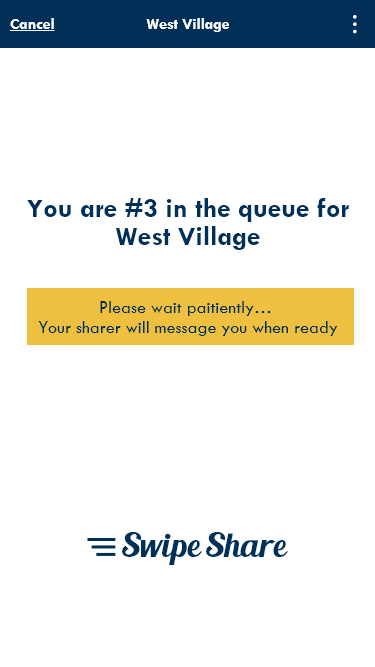 Cancel
West Village
You are #3 in the queue for
West Village
Please wait paitiently...
Your sharer will message you when ready
Swipe Share